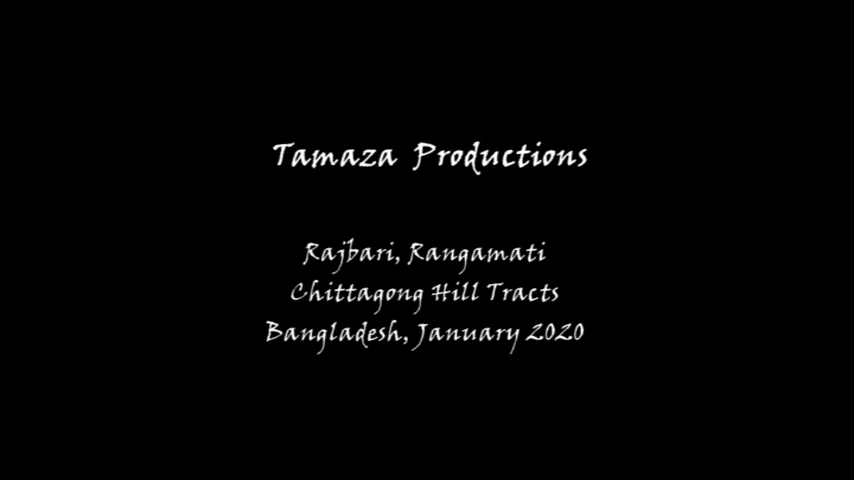 Tamaza Productions
Rajbari, Rangamati
Chittagong Hill Tracts
Bangladesh, January 2020